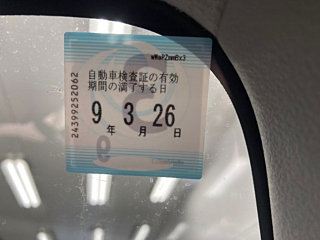 wWaPZnmBx3
自動車検査証の有効
期間の満了する日
9 3 26
年 月 日
24399252062